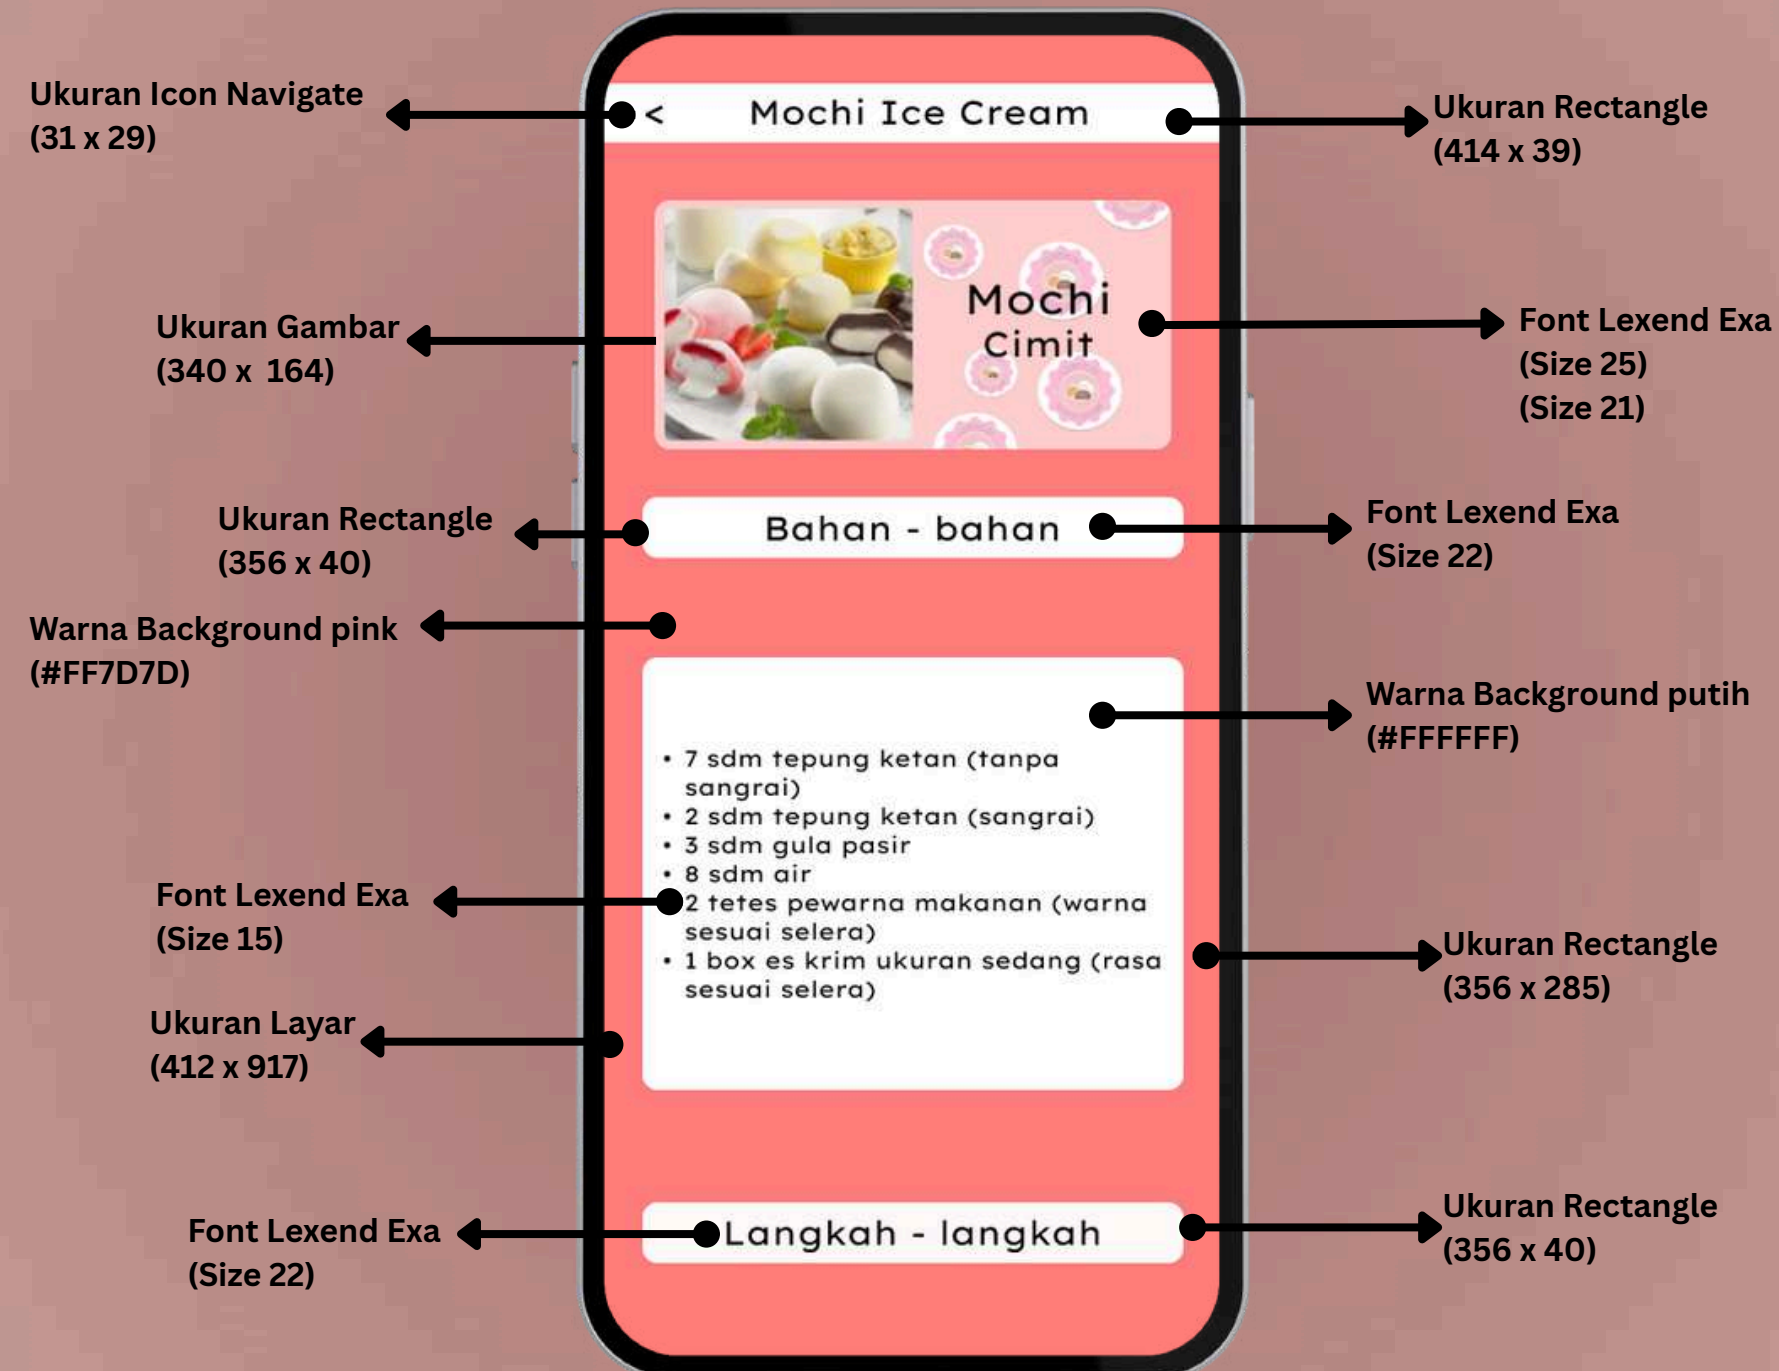 Ukuran Icon Navigate
(31 x 29)
< Mochi Ice Cream
Ukuran Rectangle
(414 x 39)
Ukuran Gambar
(340 x  164)
Mochi
Cimit
Font Lexend Exa
(Size 25)
(Size 21)
Ukuran Rectangle
(356 x 40)
Bahan - bahan
Font Lexend Exa
(Size 22)
Warna Background pink
(#FF7D7D)
Warna Background putih
(#FFFFFF)
• 7 sdm tepung ketan (tanpa
sangrai)
• 2 sdm tepung ketan (sangrai)
• 3 sdm gula pasir
• 8 sdm air
2 tetes pewarna makanan (warna
sesuai selera)
• 1 box es krim ukuran sedang (rasa
sesuai selera)
Font Lexend Exa
(Size 15)
Ukuran Rectangle
(356 x 285)
Ukuran Layar
(412 x 917)
Langkah - langkah
Font Lexend Exa
(Size 22)
Ukuran Rectangle
(356 x 40)